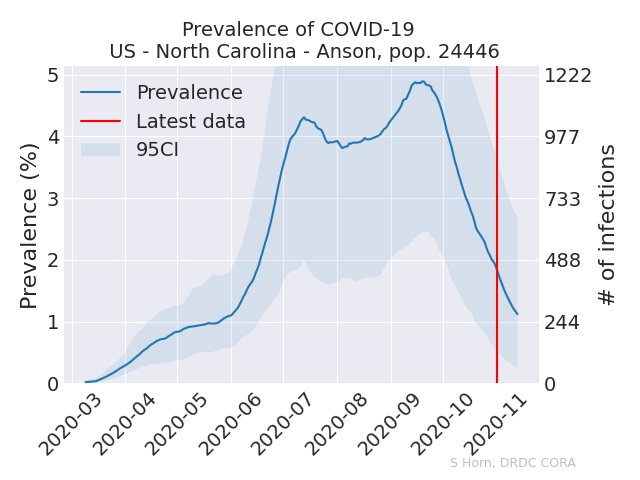 Prevalence of COVID-19
US - North Carolina - Anson, pop. 24446
Prevalence
Latest data
95CI
Prevalence (%)
5
4
3
2
1
0
1222
977
733
488
244
0
# of infections
2020-03
2020-04
2020-05
2020-06
2020-07
2020-08
2020-09
2020-10
2020-11
S Horn, DRDC CORA